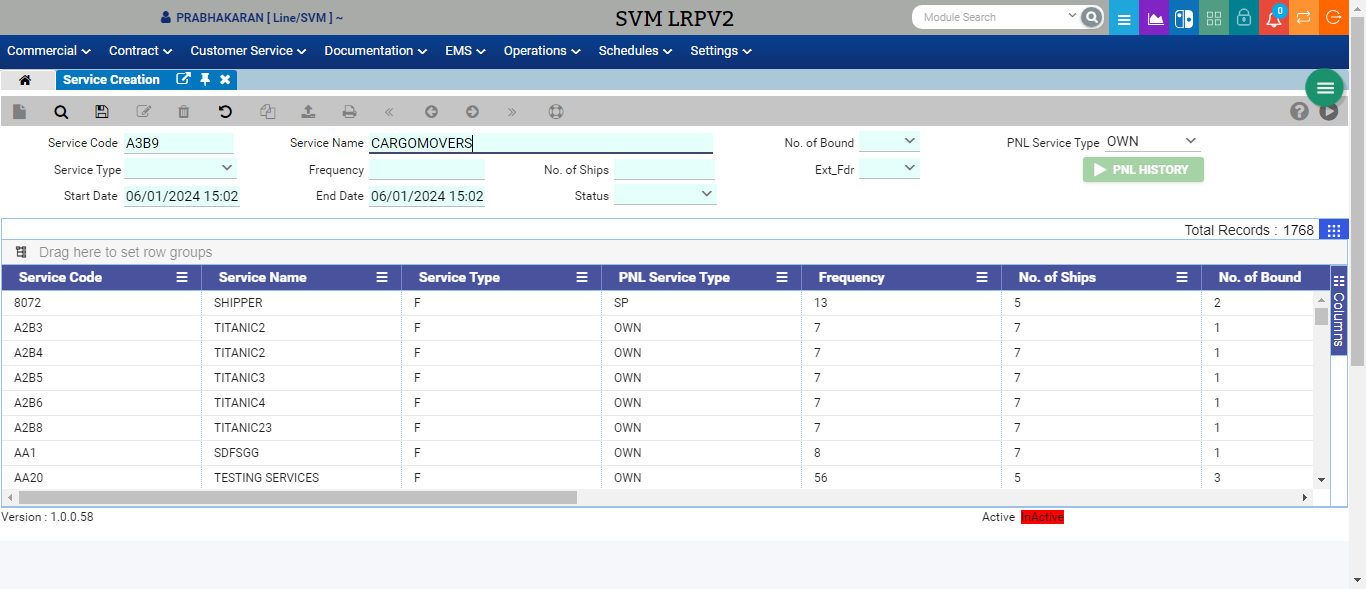 PRABHAKARAN [ Line/SVM ] ~ SVM LRPV2 Module Search 0
Commercial Contract Customer Service Documentation EMS Operations Schedules Settings
Service Creation
Service Code A3B9 Service Name CARGOMOVERS No. of Bound PNL Service Type OWN
Service Type Frequency No. of Ships Ext_Fdr PNL HISTORY
Start Date 06/01/2024 15:02 End Date 06/01/2024 15:02 Status
Total Records : 1768
Drag here to set row groups
Service Code Service Name Service Type PNL Service Type Frequency No. of Ships No. of Bound
8072 SHIPPER F SP 13 5 2
A2B3 TITANIC2 F OWN 7 7 1
A2B4 TITANIC2 F OWN 7 7 1
A2B5 TITANIC3 F OWN 7 7 1
A2B6 TITANIC4 F OWN 7 7 1
A2B8 TITANIC23 F OWN 7 7 1
AA1 SDFSGG F OWN 8 7 1
AA20 TESTING SERVICES F OWN 56 5 3
Columns
Version : 1.0.0.58 Active InActive